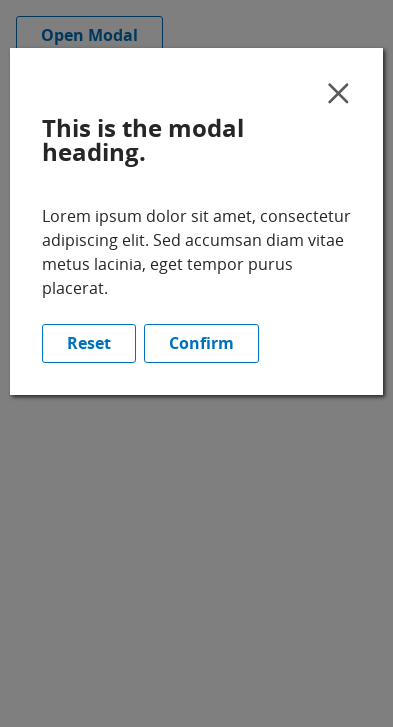 Open Modal
This is the modal
heading.
Lorem ipsum dolor sit amet, consectetur
adipiscing elit. Sed accumsan diam vitae
metus lacinia, eget tempor purus
placerat.
Reset
Confirm